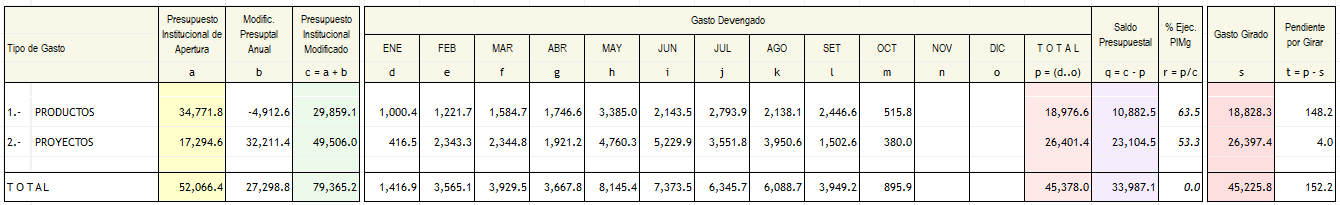 Tipo de Gasto
Presupuesto Institucional de Apertura
a
Modific. Presuptal Anual
b
Presupuesto Institucional Modificado
c = a + b
Gasto Devengado
ENE FEB MAR ABR MAY JUN JUL AGO SET OCT NOV DIC T O T A L
d e f g h i j k l m n o p = (d..o)
Saldo Presupuestal
q = c - p
% Ejec. PIMg
r = p/c
Gasto Girado
s
Pendiente por Girar
t = p - s
1.- PRODUCTOS 34,771.8 -4,912.6 29,859.1 1,000.4 1,221.7 1,584.7 1,746.6 3,385.0 2,143.5 2,793.9 2,138.1 2,446.6 515.8 18,976.6 10,882.5 63.5 18,828.3 148.2
2.- PROYECTOS 17,294.6 32,211.4 49,506.0 416.5 2,343.3 2,344.8 1,921.2 4,760.3 5,229.9 3,551.8 3,950.6 1,502.6 380.0 26,401.4 23,104.5 53.3 26,397.4 4.0
T O T A L 52,066.4 27,298.8 79,365.2 1,416.9 3,565.1 3,929.5 3,667.8 8,145.4 7,373.5 6,345.7 6,088.7 3,949.2 895.9 45,378.0 33,987.1 0.0 45,225.8 152.2